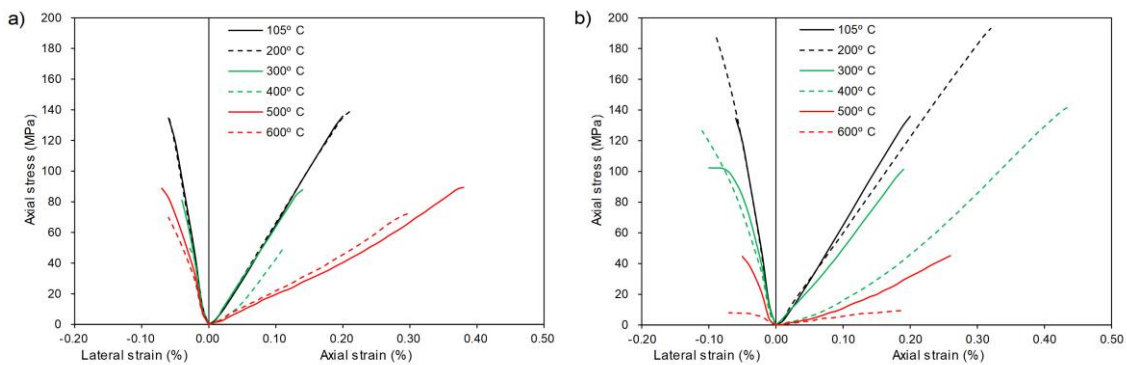 a)
Axial stress (MPa)
200
180
160
140
120
100
80
60
40
20
0
105º C
200º C
300º C
400º C
500º C
600º C
-0.20 -0.10 0.00 0.10 0.20 0.30 0.40 0.50
Lateral strain (%) Axial strain (%)
b)
Axial stress (MPa)
200
180
160
140
120
100
80
60
40
20
0
105º C
200º C
300º C
400º C
500º C
600º C
-0.20 -0.10 0.00 0.10 0.20 0.30 0.40 0.50
Lateral strain (%) Axial strain (%)